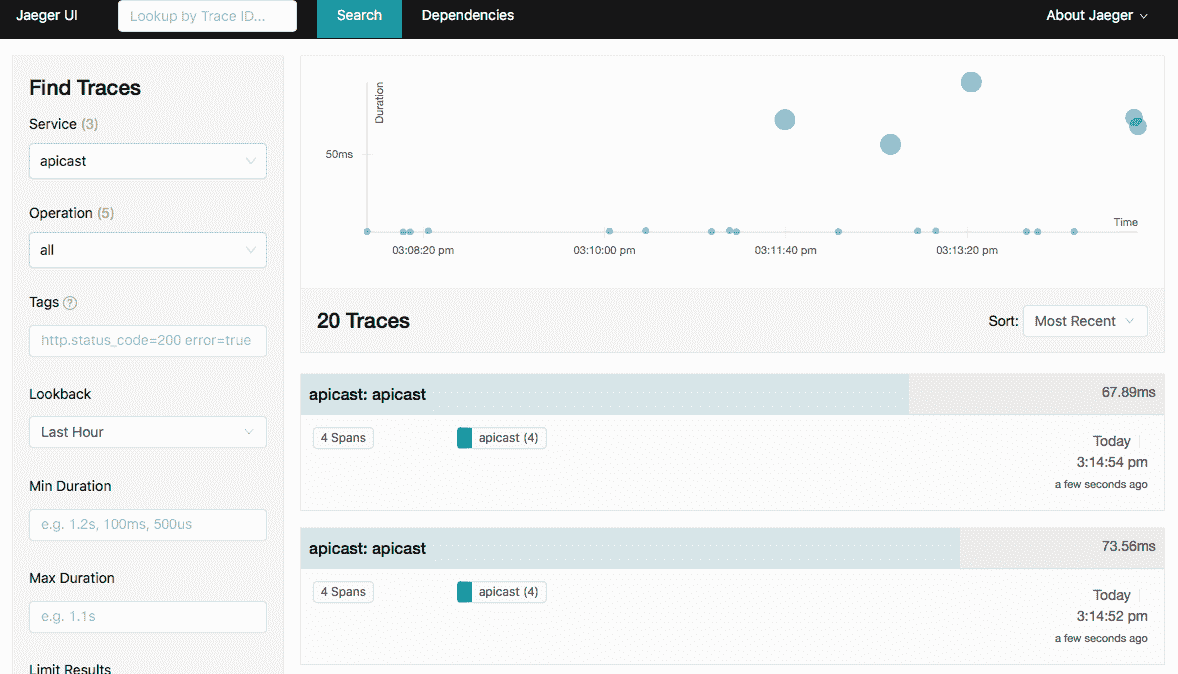 Jaeger UI
Lookup by Trace ID...
Search
Dependencies
About Jaeger
Find Traces
Service (3)
apicast
Operation (5)
all
Tags ?
http.status_code=200 error=true
Lookback
Last Hour
Min Duration
e.g. 1.2s, 100ms, 500us
Max Duration
e.g. 1.1s
Limit Results
Duration
50ms
Time
03:08:20 pm
03:10:00 pm
03:11:40 pm
03:13:20 pm
20 Traces
Sort: Most Recent
apicast: apicast
67.89ms
4 Spans
apicast (4)
Today
3:14:54 pm
a few seconds ago
apicast: apicast
73.56ms
4 Spans
apicast (4)
Today
3:14:52 pm
a few seconds ago